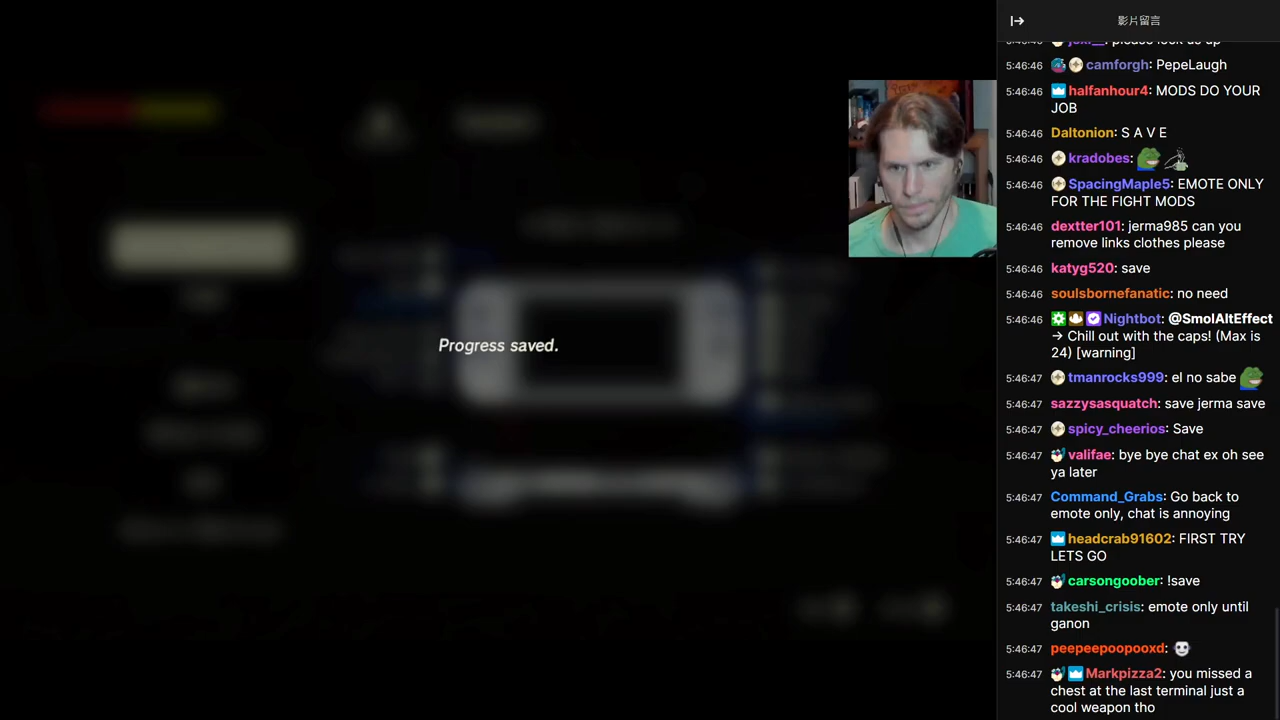 Progress saved.
影片留言
5:46:46 camforgh: PepeLaugh
5:46:46 halfanhour4: MODS DO YOUR
JOB
5:46:46 Daltonion: S A V E
5:46:46 kradobes:
5:46:46 SpacingMaple5: EMOTE ONLY
FOR THE FIGHT MODS
5:46:46 dextter101: jerma985 can you
remove links clothes please
5:46:46 katyg520: save
5:46:46 soulsbornefanatic: no need
5:46:46 Nightbot: @SmolAltEffect
→ Chill out with the caps! (Max is
24) [warning]
5:46:47 tmanrocks999: el no sabe
5:46:47 sazzysasquatch: save jerma save
5:46:47 spicy_cheerios: Save
5:46:47 valifae: bye bye chat ex oh see
ya later
5:46:47 Command_Grabs: Go back to
emote only, chat is annoying
5:46:47 headcrab91602: FIRST TRY
LETS GO
5:46:47 carsongoober: !save
5:46:47 takeshi_crisis: emote only until
ganon
5:46:47 peepeepoopooxd:
5:46:47 Markpizza2: you missed a
chest at the last terminal just a
cool weapon tho